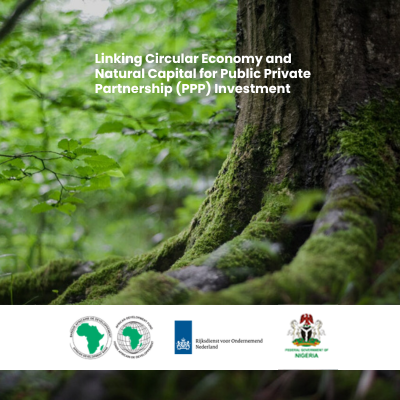 Linking Circular Economy and
Natural Capital for Public Private
Partnership (PPP) Investment
Rijksdienst voor Ondernemend
Nederland
FEDERAL GOVERNMENT OF
NIGERIA